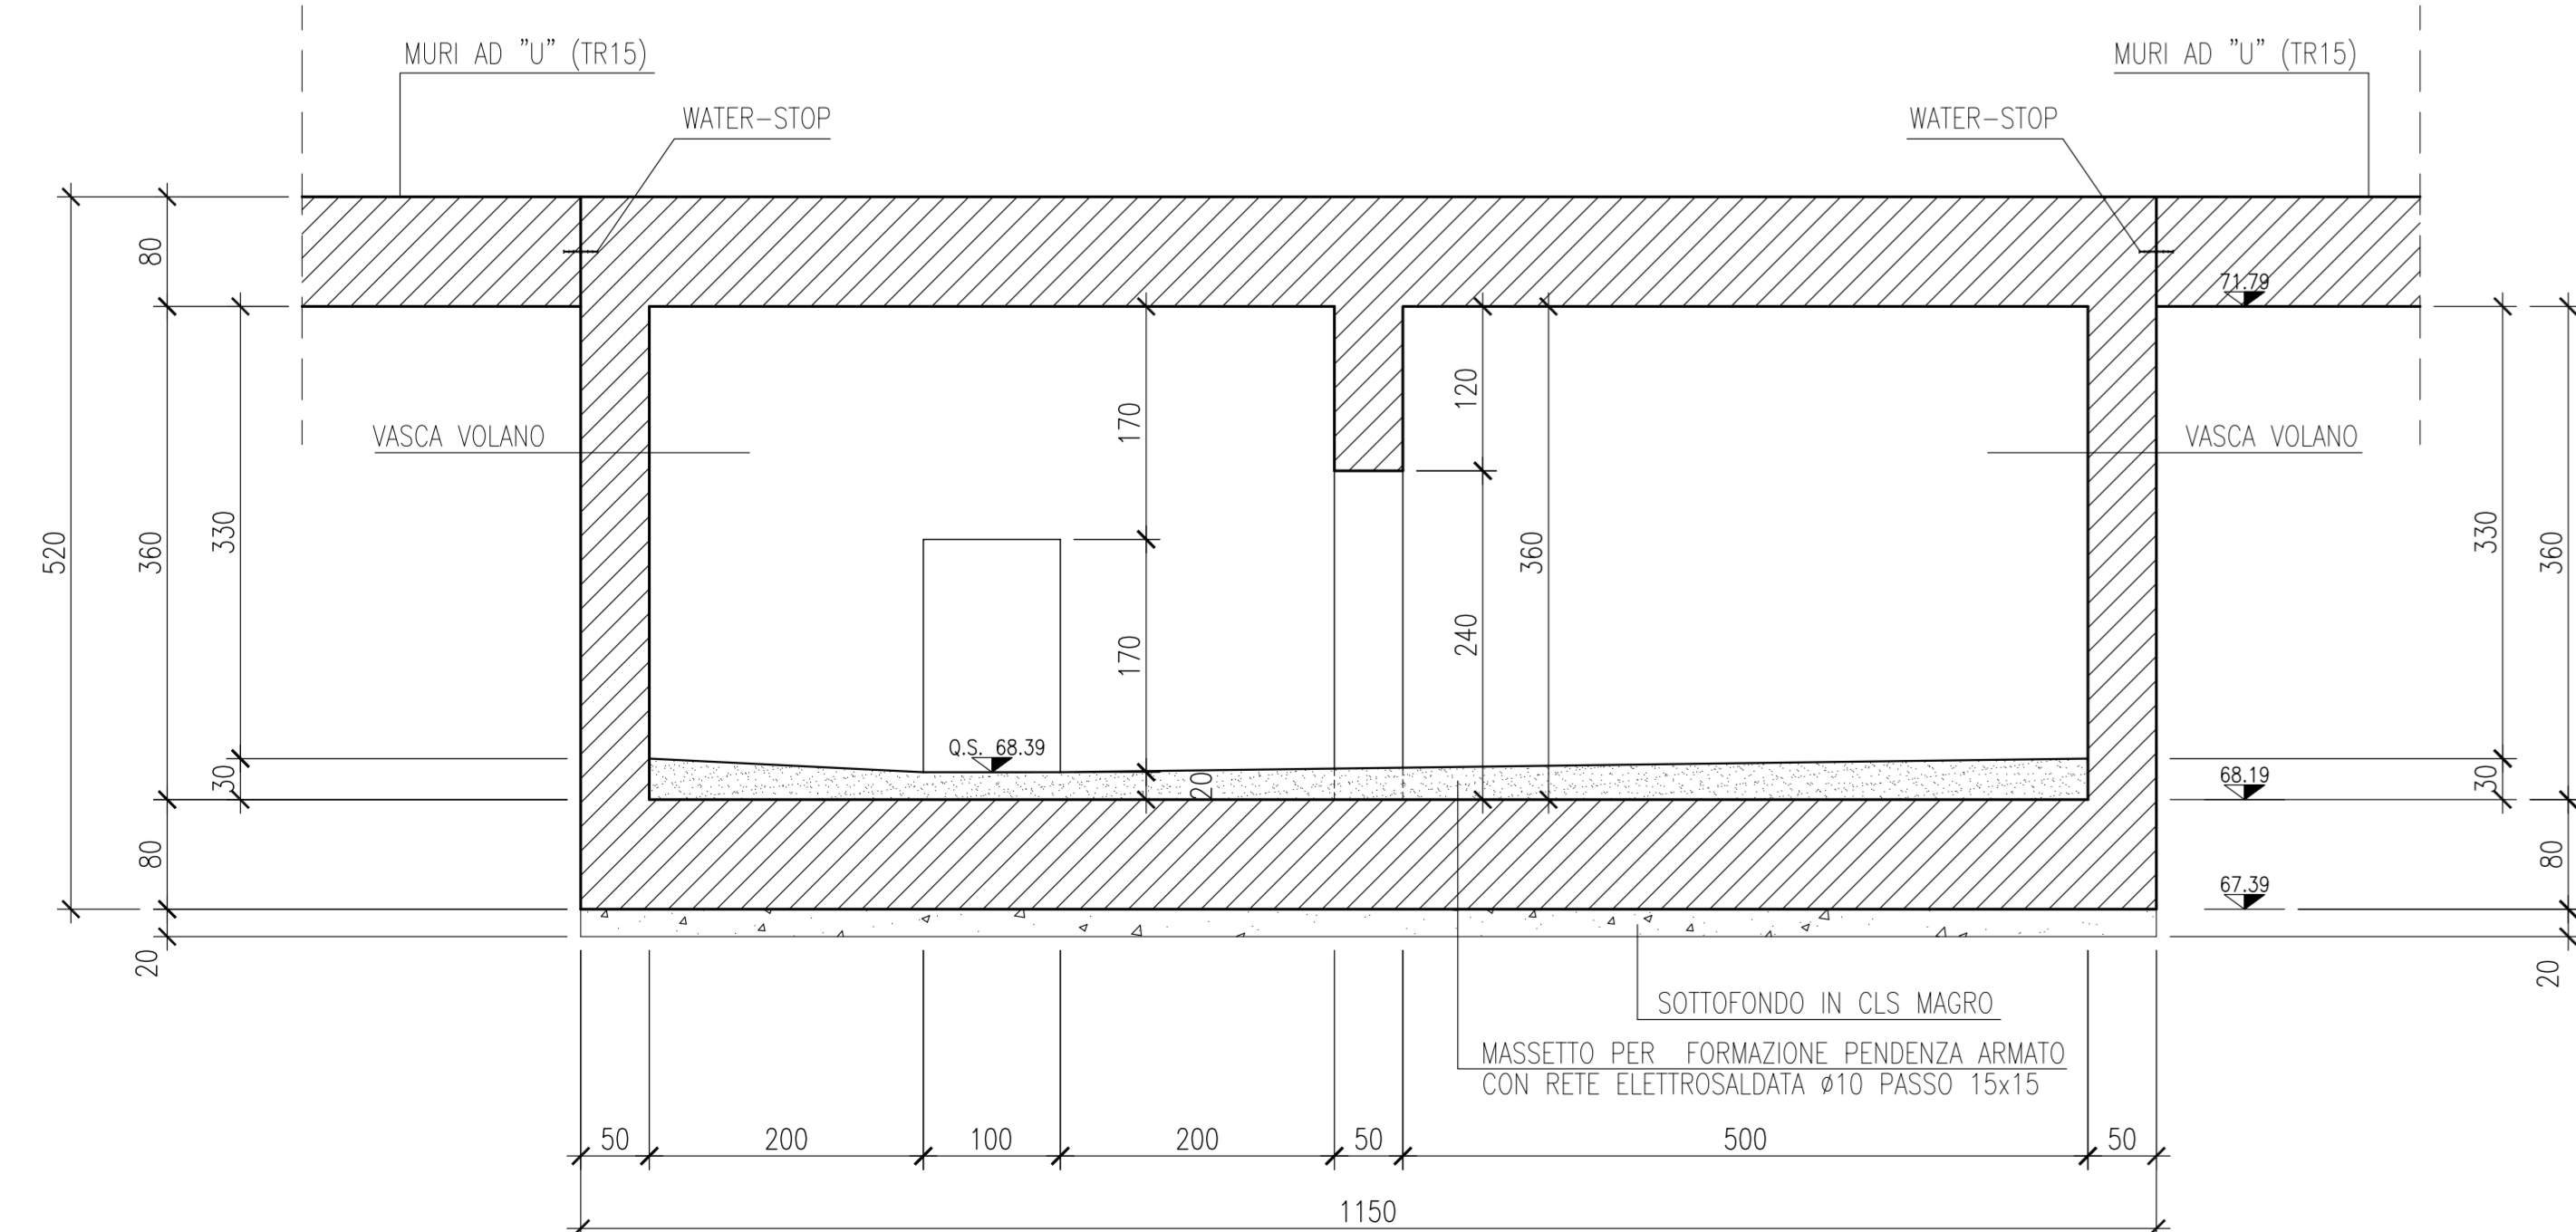 MURI AD "U" (TR15)
MURI AD "U" (TR15)
WATER-STOP
WATER-STOP
80
71.79
120
170
VASCA VOLANO
VASCA VOLANO
520
360
330
360
330
360
170
240
Q.S. 68.39
30
20
68.19
30
80
67.39
80
20
20
SOTTOFONDO IN CLS MAGRO
MASSETTO PER FORMAZIONE PENDENZA ARMATO
CON RETE ELETTROSALDATA ø10 PASSO 15x15
50 200 100 200 50 500 50
1150